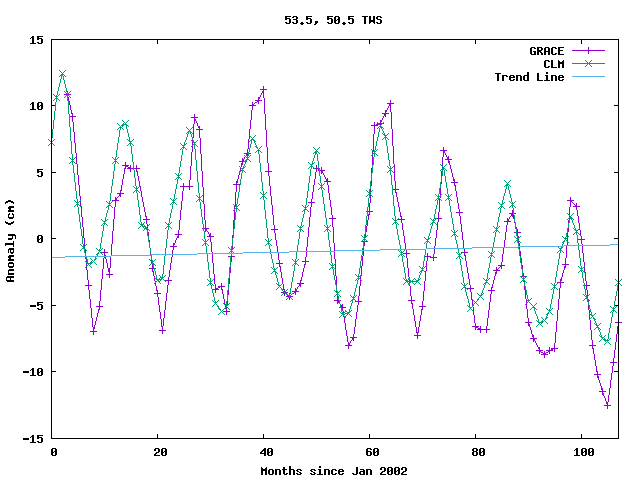 53.5, 50.5 TWS
GRACE
CLM
Trend Line
15
10
5
0
-5
-10
-15
Anomaly (cm)
0 20 40 60 80 100
Months since Jan 2002